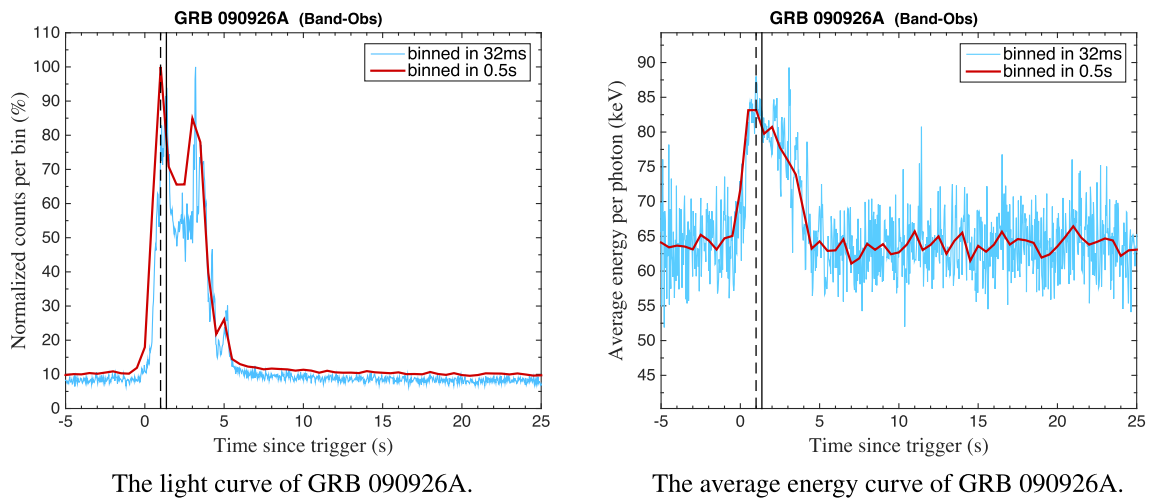 GRB 090926A (Band-Obs)
binned in 32ms
binned in 0.5s
Normalized counts per bin (%)
110
100
90
80
70
60
50
40
30
20
10
0
-5 0 5 10 15 20 25
Time since trigger (s)
The light curve of GRB 090926A.
GRB 090926A (Band-Obs)
binned in 32ms
binned in 0.5s
Average energy per photon (keV)
90
85
80
75
70
65
60
55
50
45
-5 0 5 10 15 20 25
Time since trigger (s)
The average energy curve of GRB 090926A.